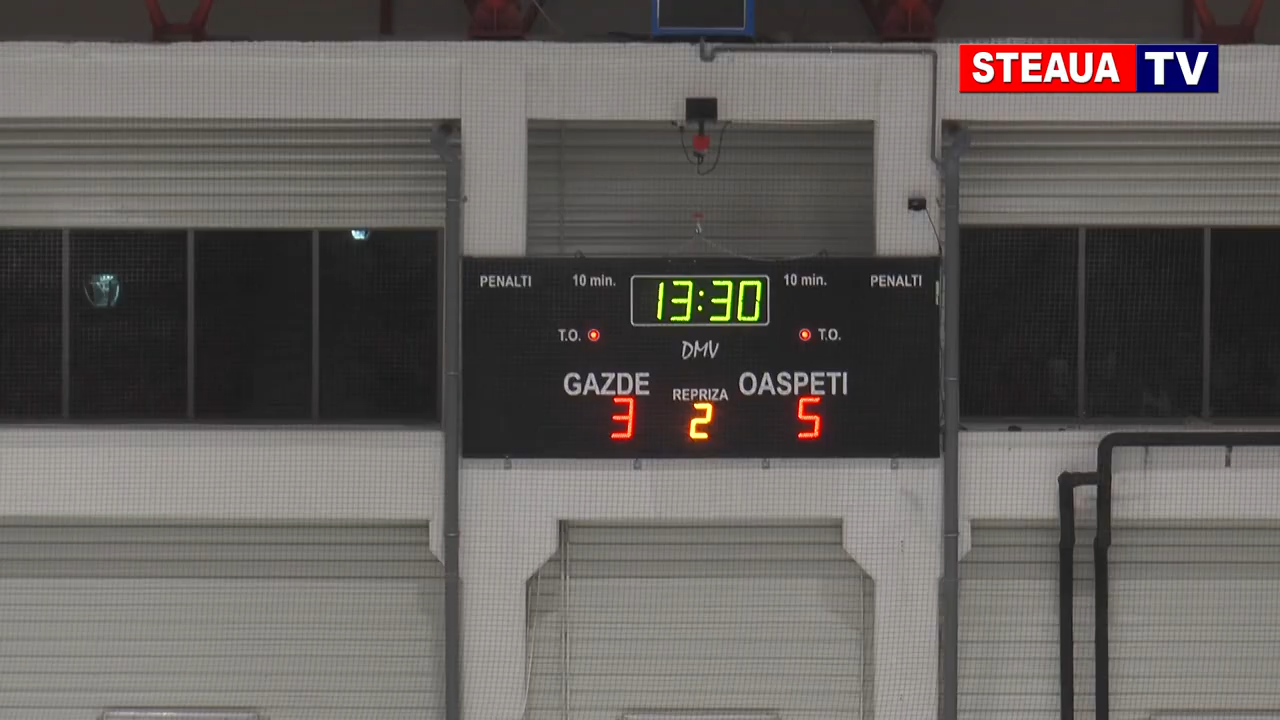 STEAUA TV
PENALTI 10 min. 13:30 10 min. PENALTI
T.O. T.O.
DMV
GAZDE REPRIZA OASPETI
3 2 5